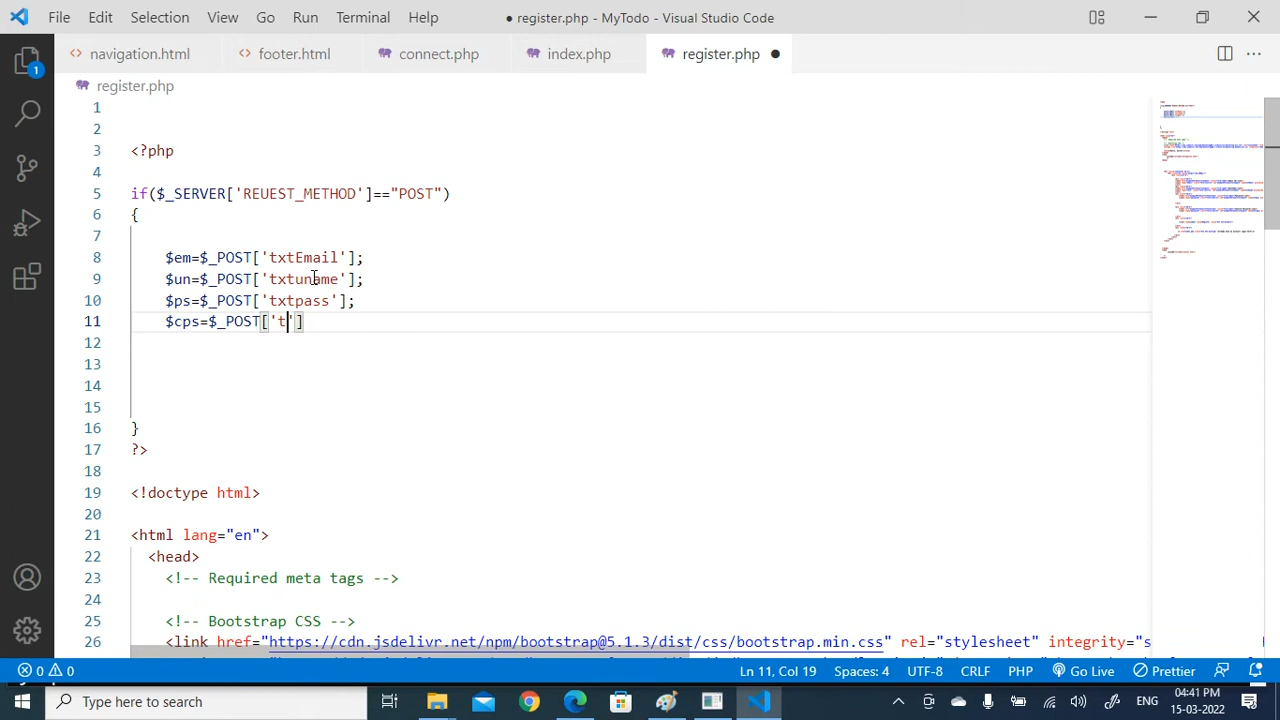 File Edit Selection View Go Run Terminal Help ● register.php - MyTodo - Visual Studio Code
navigation.html footer.html connect.php index.php register.php ●
1
register.php
1
2
3 <?php
4
5 if($_SERVER['REUEST_METHOD']=="POST")
6 {
7
8 $em=$_POST['txtEmail'];
9 $un=$_POST['txtuname'];
10 $ps=$_POST['txtpass'];
11 $cps=$_POST['t']
12
13
14
15
16 }
17 ?>
18
19 <!doctype html>
20
21 <html lang="en">
22 <head>
23 <!-- Required meta tags -->
24
25 <!-- Bootstrap CSS -->
26 <link href="https://cdn.jsdelivr.net/npm/bootstrap@5.1.3/dist/css/bootstrap.min.css" rel="stylesheet" integrity="s
0 0 Ln 11, Col 19 Spaces: 4 UTF-8 CRLF PHP Go Live Prettier
Type here to search ENG 04:41 PM
15-03-2022